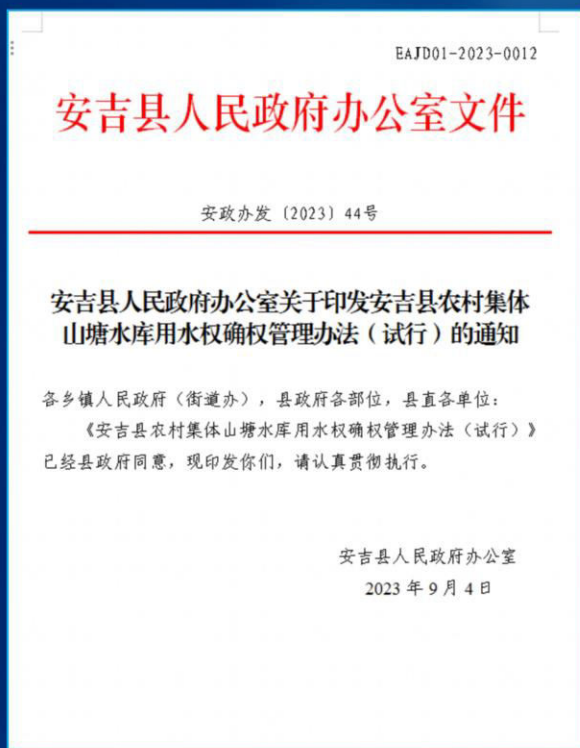 EAJD01-2023-0012
安吉县人民政府办公室文件
安政办发〔2023〕44号
安吉县人民政府办公室关于印发安吉县农村集体
山塘水库用水权确权管理办法（试行）的通知
各乡镇人民政府（街道办），县政府各部位，县直各单位：
《安吉县农村集体山塘水库用水权确权管理办法（试行）》
已经县政府同意，现印发你们，请认真贯彻执行。
安吉县人民政府办公室
2023年9月4日